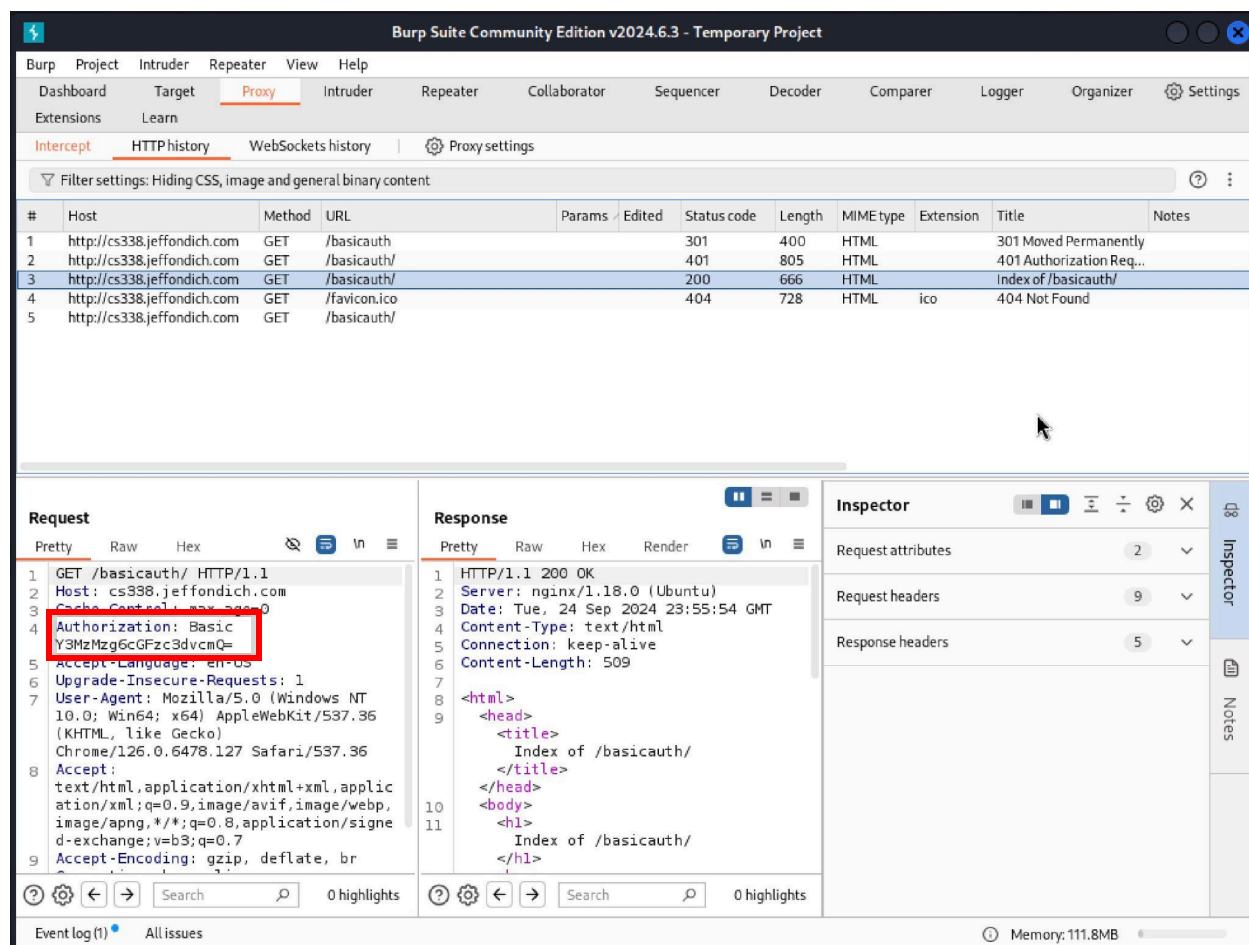 Burp Suite Community Edition v2024.6.3 - Temporary Project
Burp Project Intruder Repeater View Help
Dashboard Target Proxy Intruder Repeater Collaborator Sequencer Decoder Comparer Logger Organizer Settings
Extensions Learn
Intercept HTTP history WebSockets history Proxy settings
Filter settings: Hiding CSS, image and general binary content
# Host Method URL Params Edited Status code Length MIME type Extension Title Notes
1 http://cs338.jeffondich.com GET /basicauth 301 400 HTML 301 Moved Permanently
2 http://cs338.jeffondich.com GET /basicauth/ 401 805 HTML 401 Authorization Req...
3 http://cs338.jeffondich.com GET /basicauth/ 200 666 HTML Index of /basicauth/
4 http://cs338.jeffondich.com GET /favicon.ico 404 728 HTML ico 404 Not Found
5 http://cs338.jeffondich.com GET /basicauth/
Request
Pretty Raw Hex \n
1 GET /basicauth/ HTTP/1.1
2 Host: cs338.jeffondich.com
3 Cache-Control: max-age=0
4 Authorization: Basic
Y3MzMzg6cGFzc3dvcmQ=
5 Accept-Language: en-US
6 Upgrade-Insecure-Requests: 1
7 User-Agent: Mozilla/5.0 (Windows NT
10.0; Win64; x64) AppleWebKit/537.36
(KHTML, like Gecko)
Chrome/126.0.6478.127 Safari/537.36
8 Accept:
text/html,application/xhtml+xml,applic
ation/xml;q=0.9,image/avif,image/webp,
image/apng,*/*;q=0.8,application/signe
d-exchange;v=b3;q=0.7
9 Accept-Encoding: gzip, deflate, br
Search 0 highlights
Response
Pretty Raw Hex Render \n
1 HTTP/1.1 200 OK
2 Server: nginx/1.18.0 (Ubuntu)
3 Date: Tue, 24 Sep 2024 23:55:54 GMT
4 Content-Type: text/html
5 Connection: keep-alive
6 Content-Length: 509
7
8 <html>
9 <head>
<title>
Index of /basicauth/
</title>
</head>
10 <body>
11 <h1>
Index of /basicauth/
</h1>
Search 0 highlights
Inspector
Request attributes 2
Request headers 9
Response headers 5
Inspector
Notes
Event log (1) All issues
Memory: 111.8MB